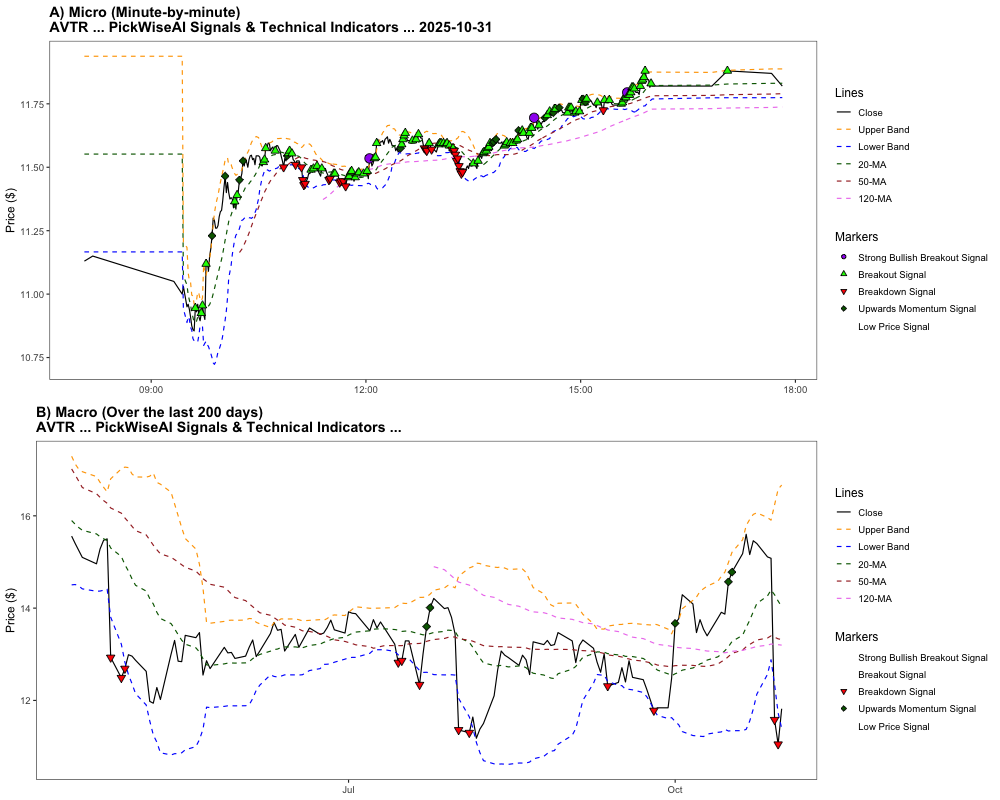 A) Micro (Minute-by-minute)
AVTR ... PickWiseAI Signals & Technical Indicators ... 2025-10-31
Price ($)
11.75
11.50
11.25
11.00
10.75
09:00
12:00
15:00
18:00
Lines
Close
Upper Band
Lower Band
20-MA
50-MA
120-MA
Markers
Strong Bullish Breakout Signal
Breakout Signal
Breakdown Signal
Upwards Momentum Signal
Low Price Signal
B) Macro (Over the last 200 days)
AVTR ... PickWiseAI Signals & Technical Indicators ...
Price ($)
16
14
12
Jul
Oct
Lines
Close
Upper Band
Lower Band
20-MA
50-MA
120-MA
Markers
Strong Bullish Breakout Signal
Breakout Signal
Breakdown Signal
Upwards Momentum Signal
Low Price Signal